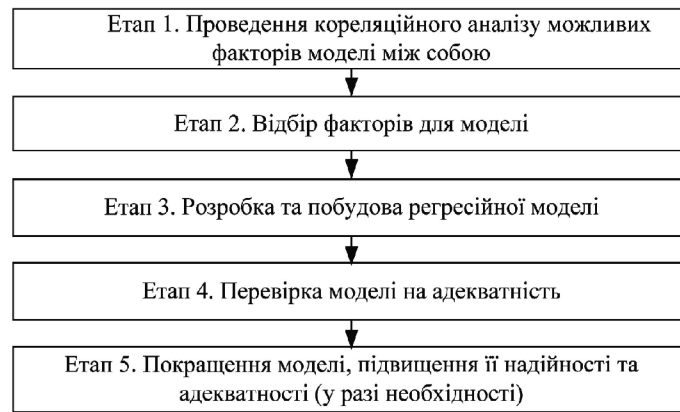 Етап 1. Проведення кореляційного аналізу можливих
факторів моделі між собою
Етап 2. Відбір факторів для моделі
Етап 3. Розробка та побудова регресійної моделі
Етап 4. Перевірка моделі на адекватність
Етап 5. Покращення моделі, підвищення її надійності та
адекватності (у разі необхідності)